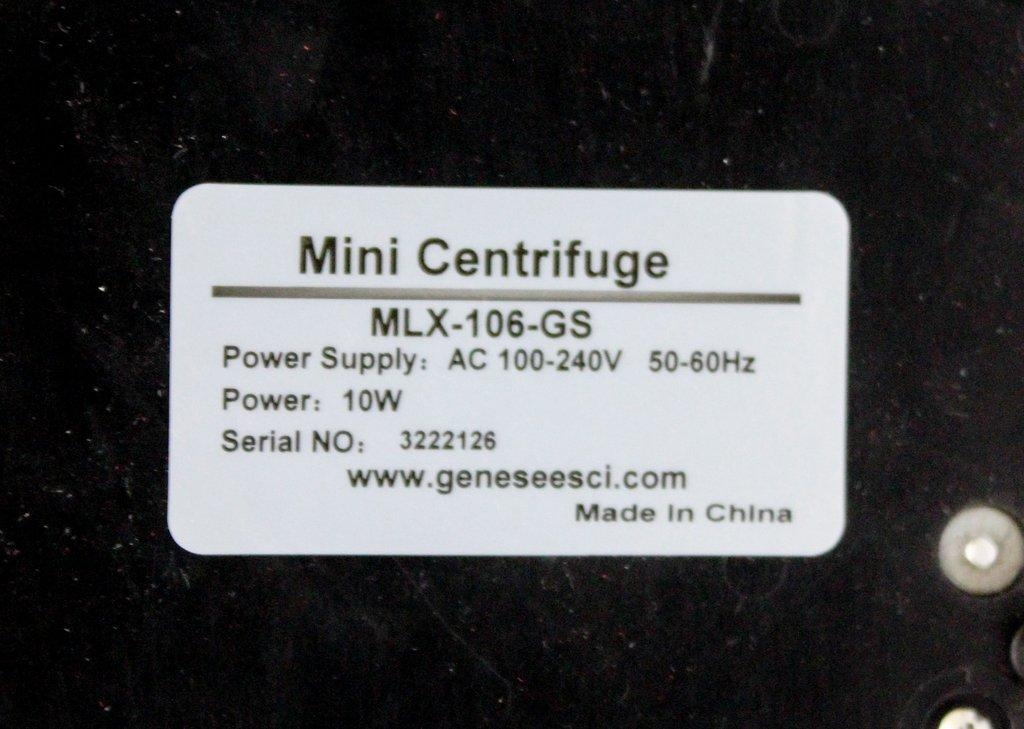 Mini Centrifuge
MLX-106-GS
Power Supply: AC 100-240V 50-60Hz
Power: 10W
Serial NO: 3222126
www.geneseesci.com
Made in China